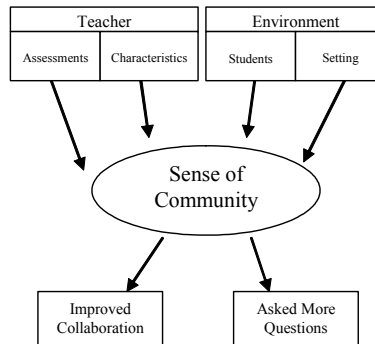 Teacher
Environment
Assessments
Characteristics
Students
Setting
Sense of
Community
Improved
Collaboration
Asked More
Questions